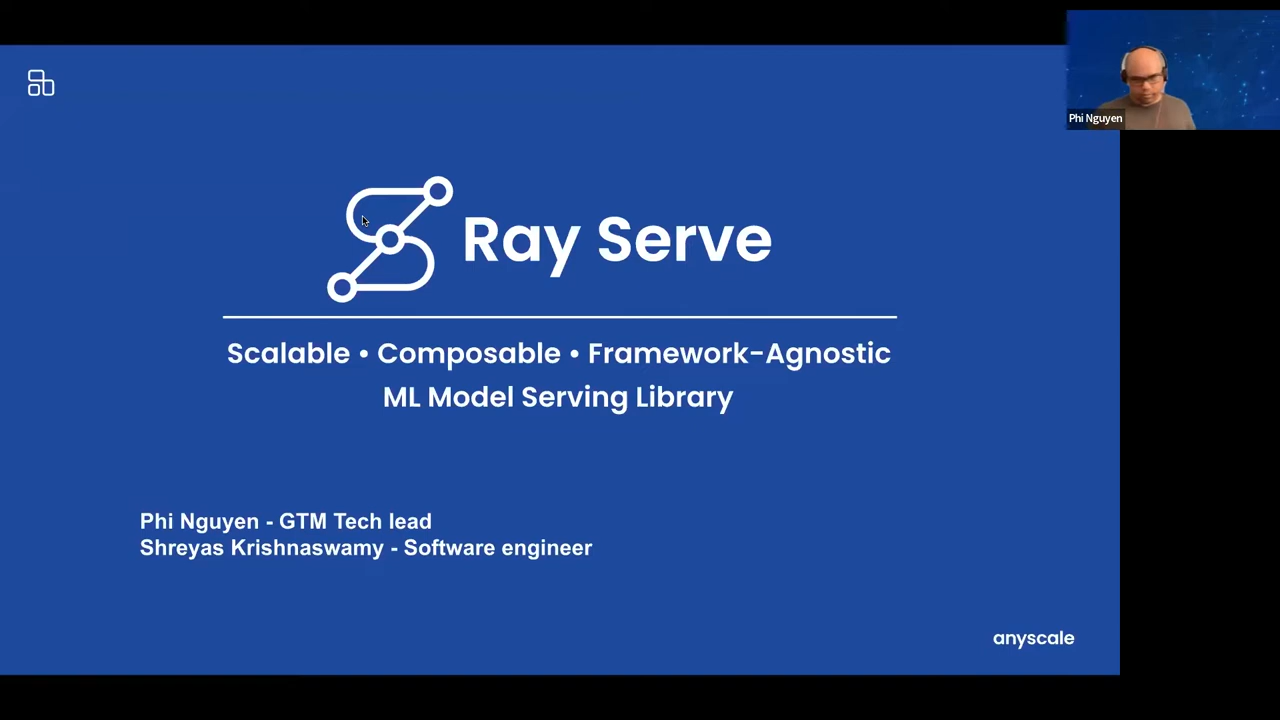 Phi Nguyen
Ray Serve
Scalable • Composable • Framework-Agnostic
ML Model Serving Library
Phi Nguyen - GTM Tech lead
Shreyas Krishnaswamy - Software engineer
anyscale